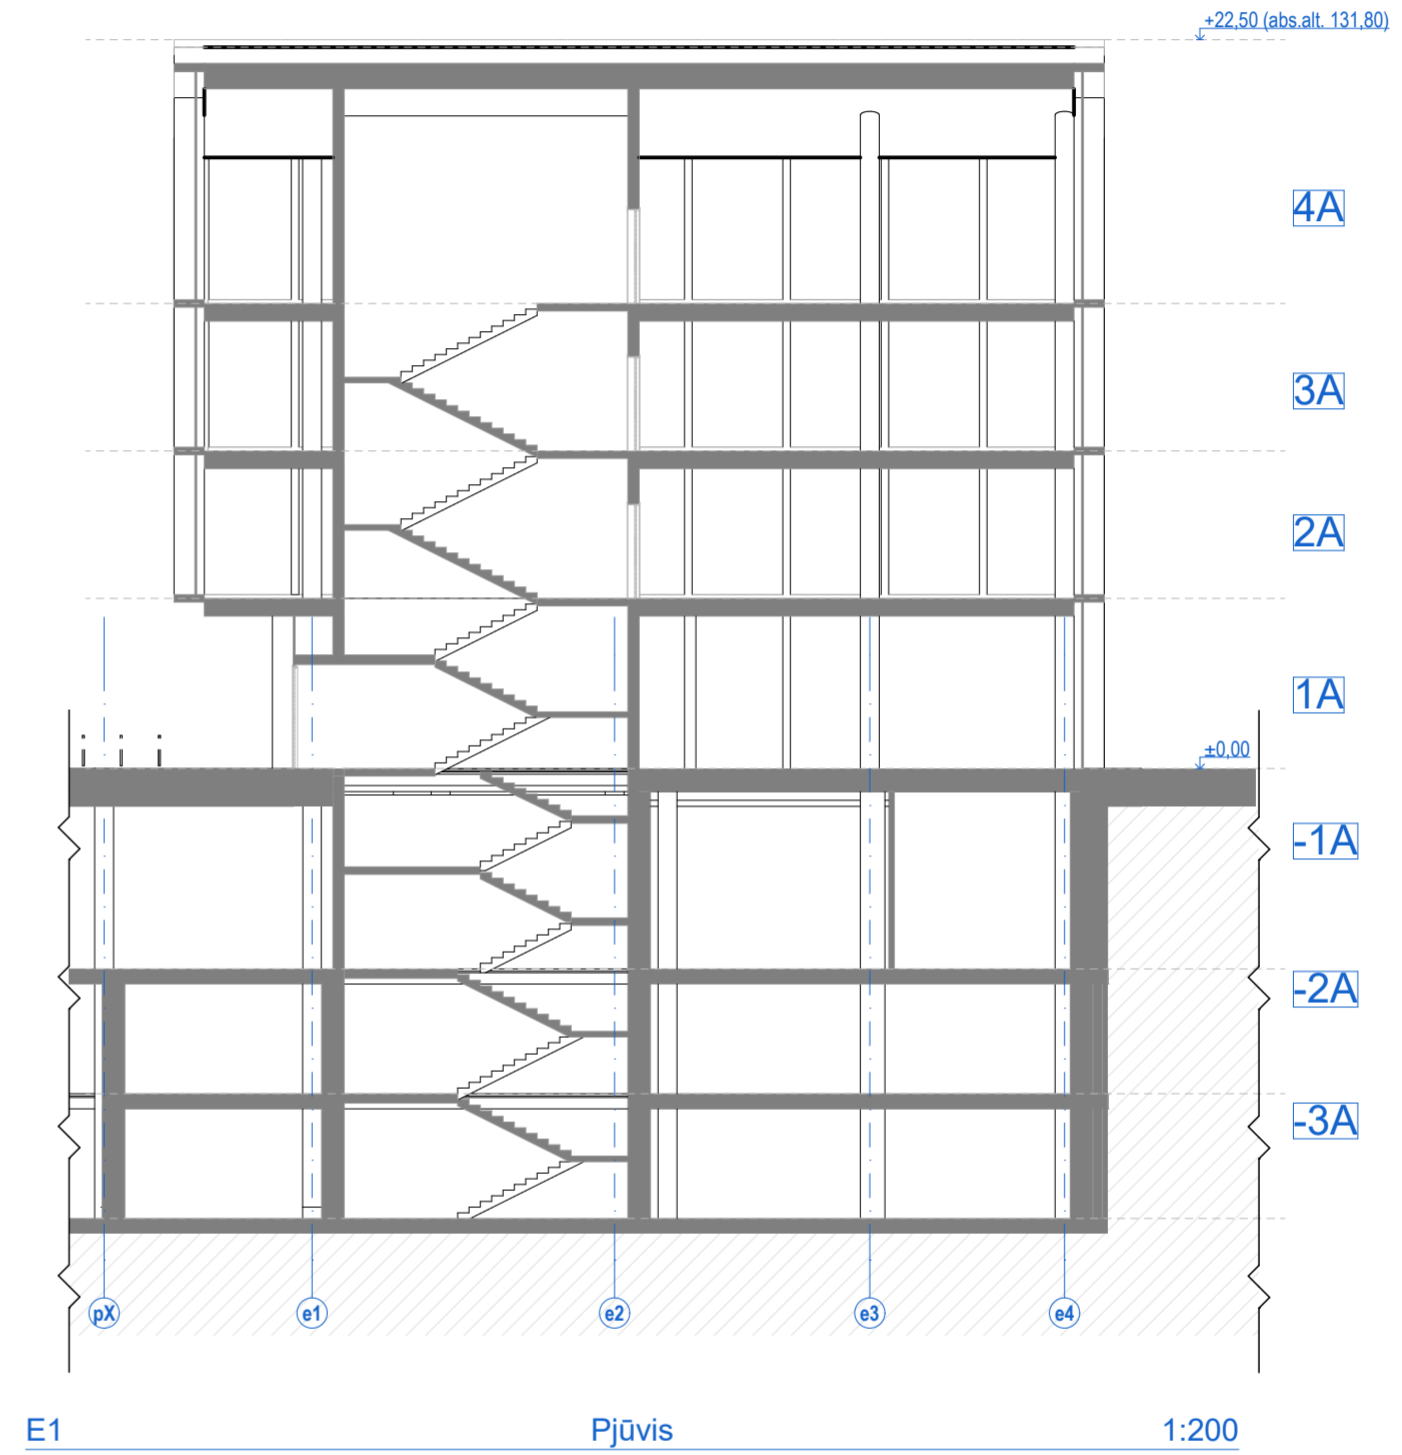 +22,50 (abs.alt. 131,80)
4A
3A
2A
1A
±0,00
-1A
-2A
-3A
pX e1 e2 e3 e4
E1 Pjūvis 1:200